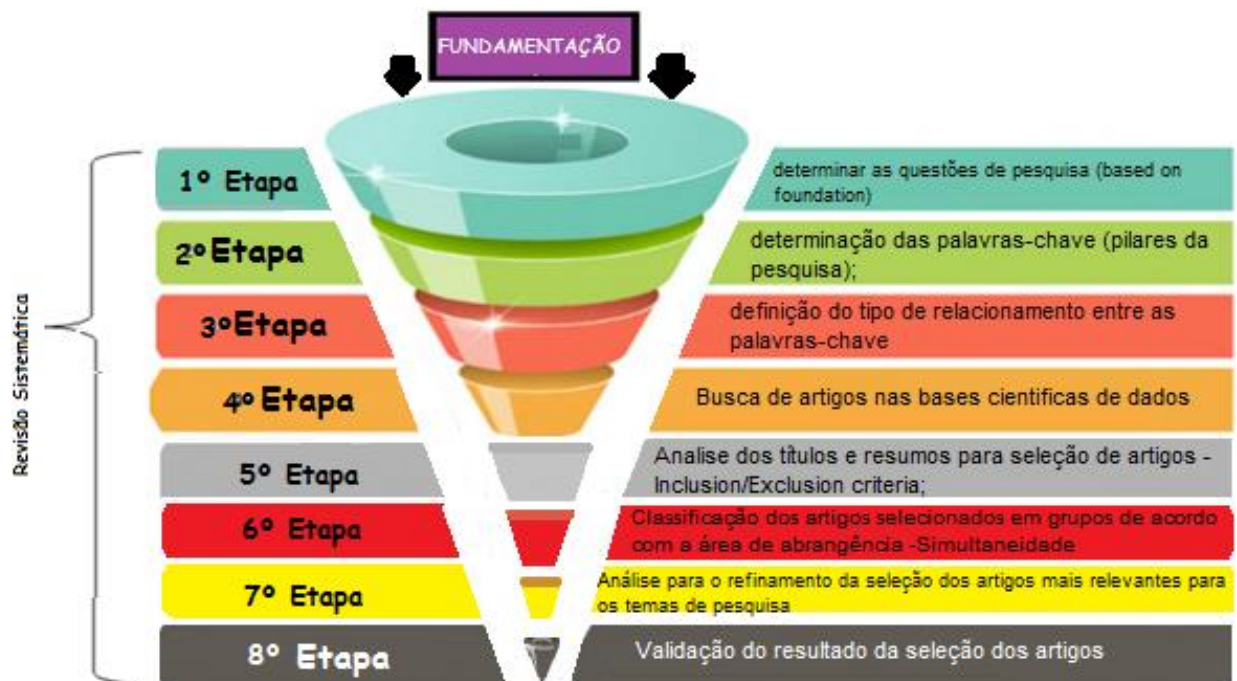 FUNDAMENTAÇÃO
Revisão Sistemática
1º Etapa
determinar as questões de pesquisa (based on
foundation)
2º Etapa
determinação das palavras-chave (pilares da
pesquisa);
3º Etapa
definição do tipo de relacionamento entre as
palavras-chave
4º Etapa
Busca de artigos nas bases cientificas de dados
5º Etapa
Analise dos títulos e resumos para seleção de artigos -
Inclusion/Exclusion criteria;
6º Etapa
Classificação dos artigos selecionados em grupos de acordo
com a área de abrangência -Simultaneidade
7º Etapa
Análise para o refinamento da seleção dos artigos mais relevantes para
os temas de pesquisa
8º Etapa
Validação do resultado da seleção dos artigos